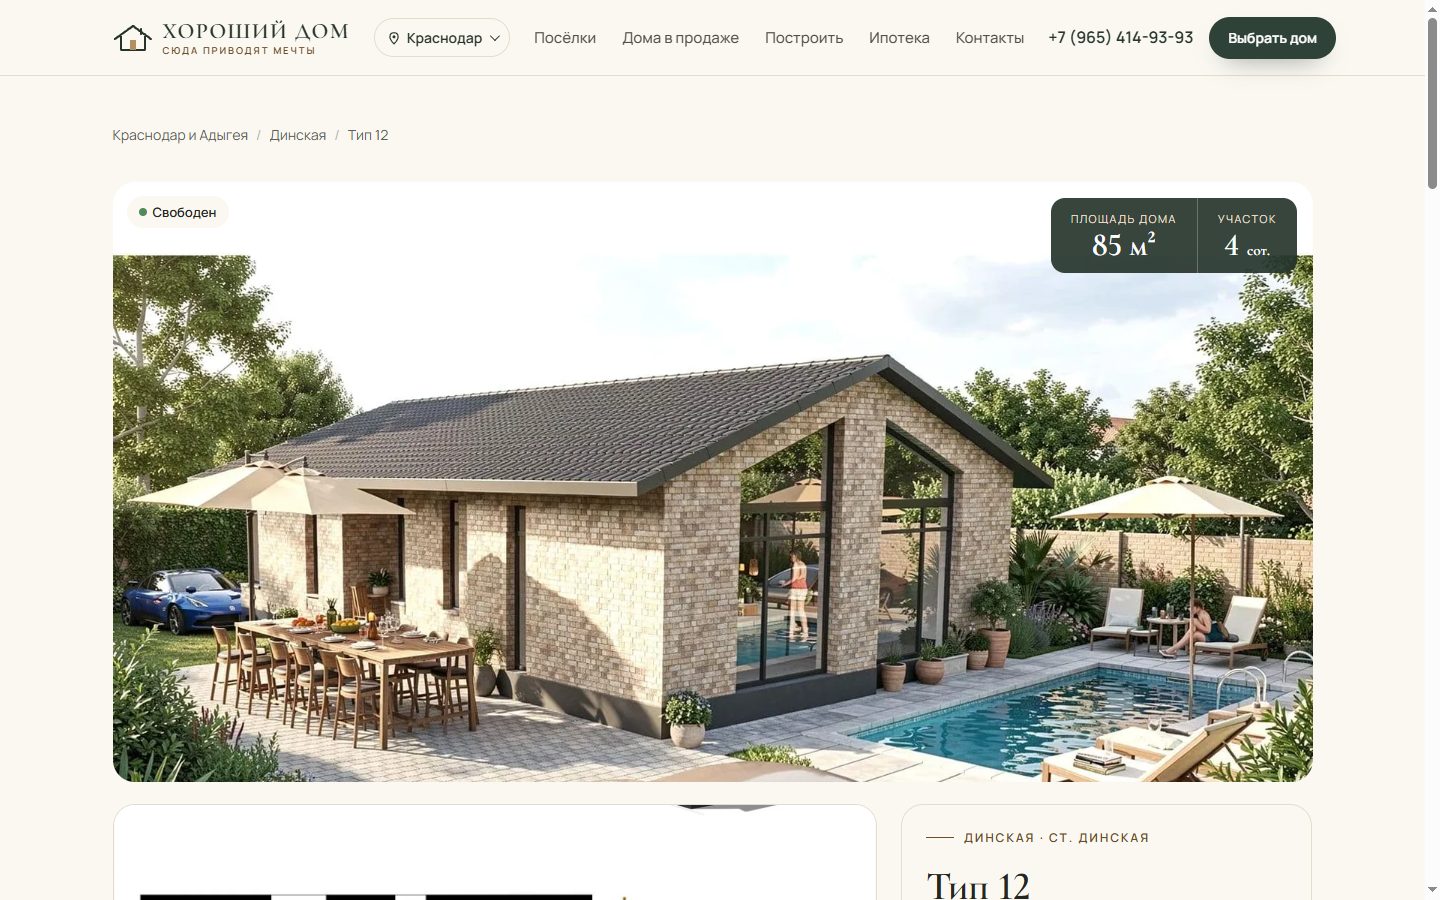 ХОРОШИЙ ДОМ
СЮДА ПРИВОДЯТ МЕЧТЫ
Краснодар
Посёлки
Дома в продаже
Построить
Ипотека
Контакты
+7 (965) 414-93-93
Выбрать дом
Краснодар и Адыгея / Динская / Тип 12
Свободен
ПЛОЩАДЬ ДОМА
85 м²
УЧАСТОК
4 сот.
ДИНСКАЯ · СТ. ДИНСКАЯ
Тип 12